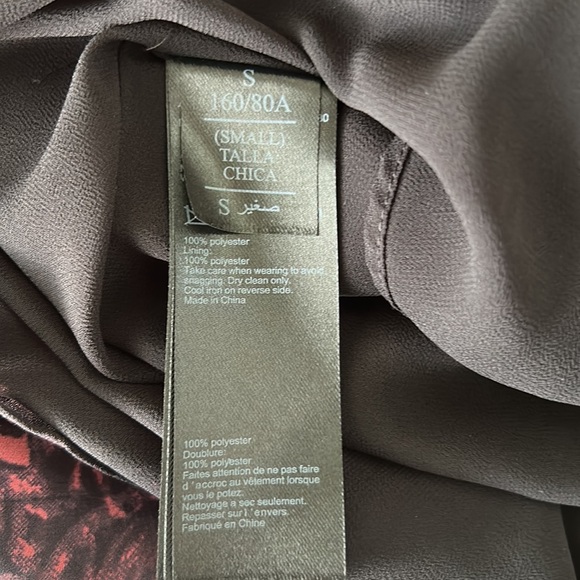 S
160/80A
(SMALL)
TALLA
CHICA
S صغير
100% polyester
Lining:
100% polyester
Take care when wearing to avoid
snagging. Dry clean only.
Cool iron on reverse side.
Made in China
100% polyester
Doublure:
100% polyester
Faites attention de ne pas faire
d 'accroc au vêtement lorsque
vous le potez.
Nettoyage a sec seulement.
Repasser sur l 'envers.
Fabriqué en Chine